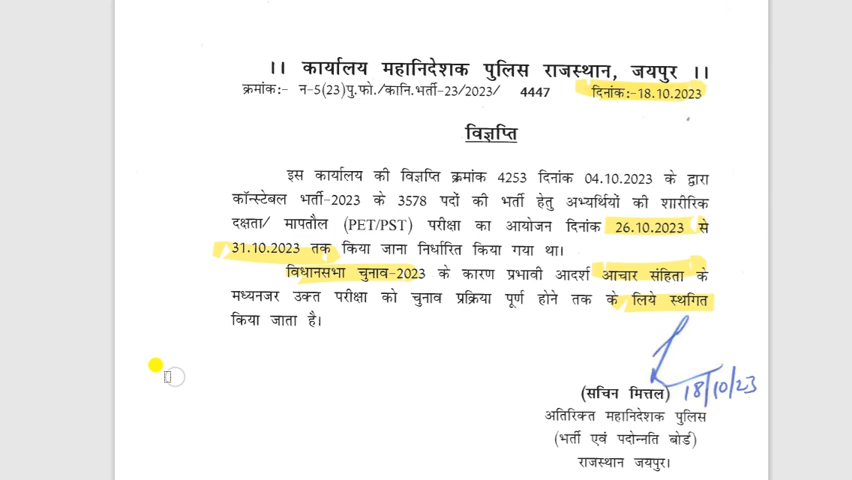 ।। कार्यालय महानिदेशक पुलिस राजस्थान, जयपुर ।।
क्रमांक:- न-5(23)पु.फो./कानि.भर्ती-23/2023/ 4447 दिनांक:-18.10.2023
विज्ञप्ति
इस कार्यालय की विज्ञप्ति क्रमांक 4253 दिनांक 04.10.2023 के द्वारा
कॉन्स्टेबल भर्ती-2023 के 3578 पदों की भर्ती हेतु अभ्यर्थियों की शारीरिक
दक्षता/ मापतौल (PET/PST) परीक्षा का आयोजन दिनांक 26.10.2023 से
31.10.2023 तक किया जाना निर्धारित किया गया था।
विधानसभा चुनाव-2023 के कारण प्रभावी आदर्श आचार संहिता के
मध्यनजर उक्त परीक्षा को चुनाव प्रक्रिया पूर्ण होने तक के लिये स्थगित
किया जाता है।
18/10/23
(सचिन मित्तल)
अतिरिक्त महानिदेशक पुलिस
(भर्ती एवं पदोन्नति बोर्ड)
राजस्थान जयपुर।